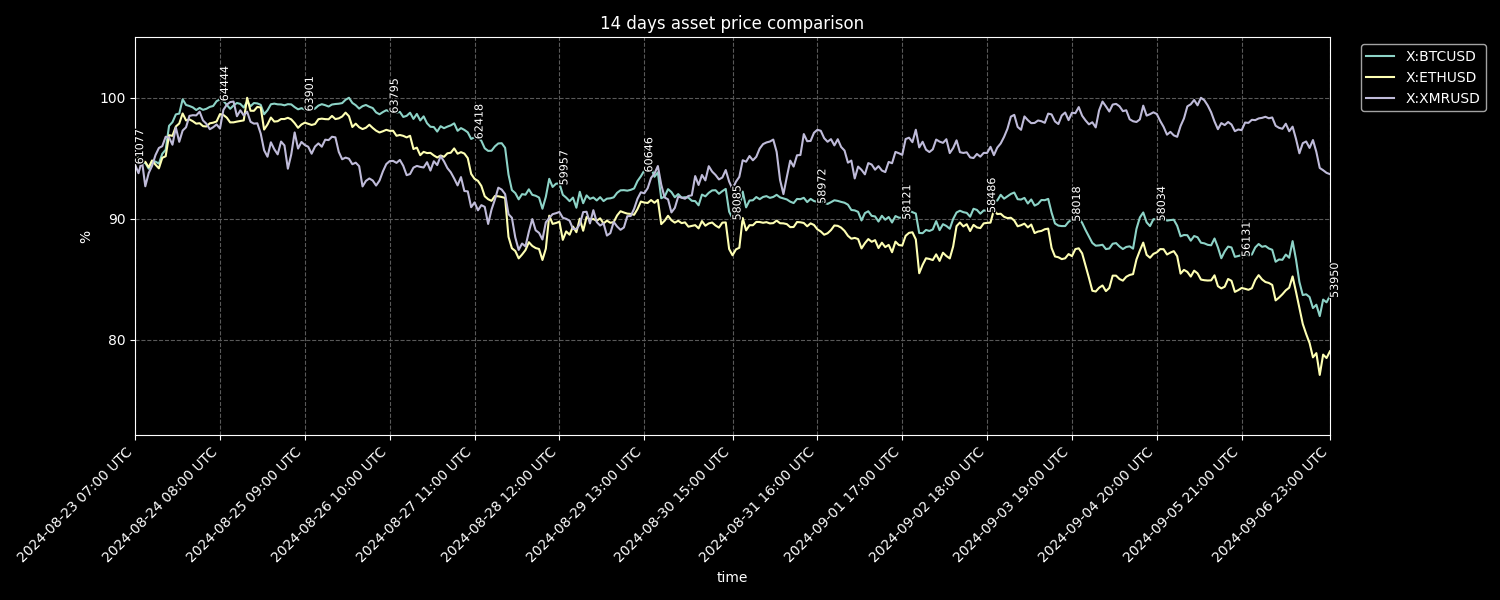 14 days asset price comparison
X:BTCUSD
X:ETHUSD
X:XMRUSD
100
90
80
%
61077
64444
63901
63795
62418
59957
60646
58085
58972
58121
58486
58018
58034
56131
53950
2024-08-23 07:00 UTC
2024-08-24 08:00 UTC
2024-08-25 09:00 UTC
2024-08-26 10:00 UTC
2024-08-27 11:00 UTC
2024-08-28 12:00 UTC
2024-08-29 13:00 UTC
2024-08-30 15:00 UTC
2024-08-31 16:00 UTC
2024-09-01 17:00 UTC
2024-09-02 18:00 UTC
2024-09-03 19:00 UTC
2024-09-04 20:00 UTC
2024-09-05 21:00 UTC
2024-09-06 23:00 UTC
time